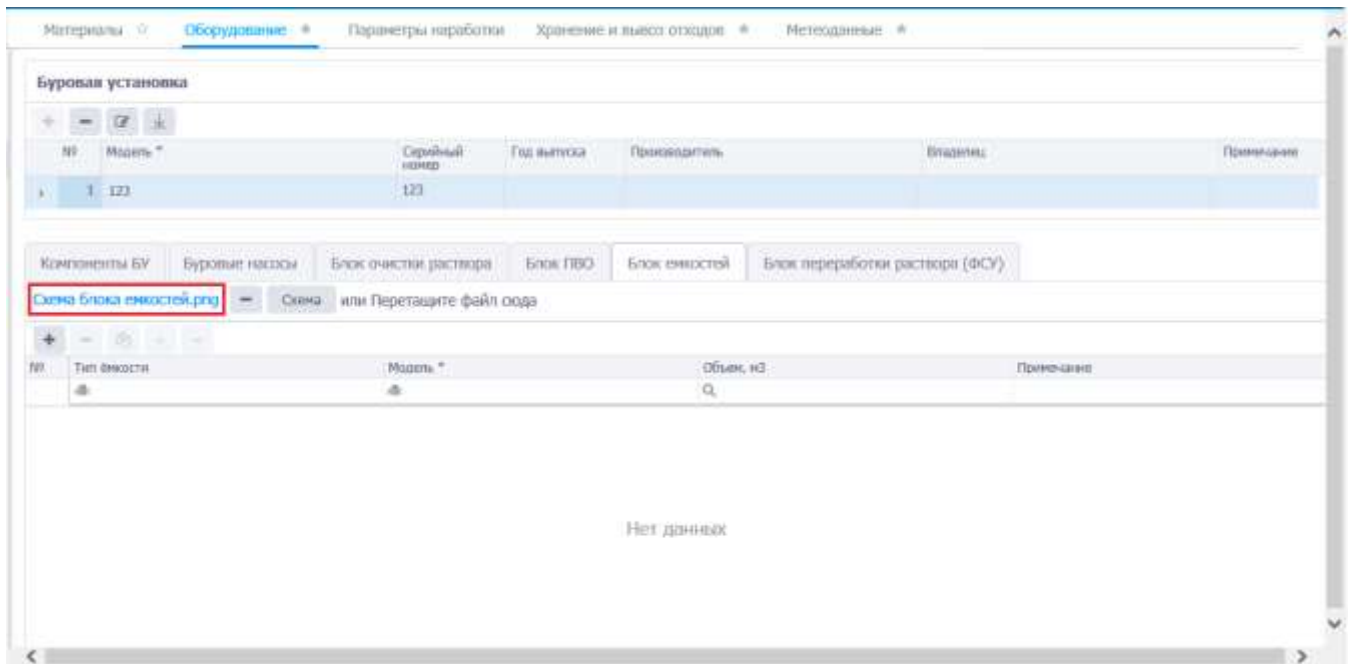 Материалы Оборудование Параметры наработки Хранение и вывоз отходов Метеоданные
Буровая установка
№ Модель * Серийный номер Год выпуска Производитель Владелец Примечание
1 123 123
Компоненты БУ Буровые насосы Блок очистки раствора Блок ПВО Блок емкостей Блок переработки раствора (ФСУ)
Схема блока емкостей.png Схема или Перетащите файл сюда
№ Тип ёмкости Модель * Объем, м3 Примечание
Нет данных